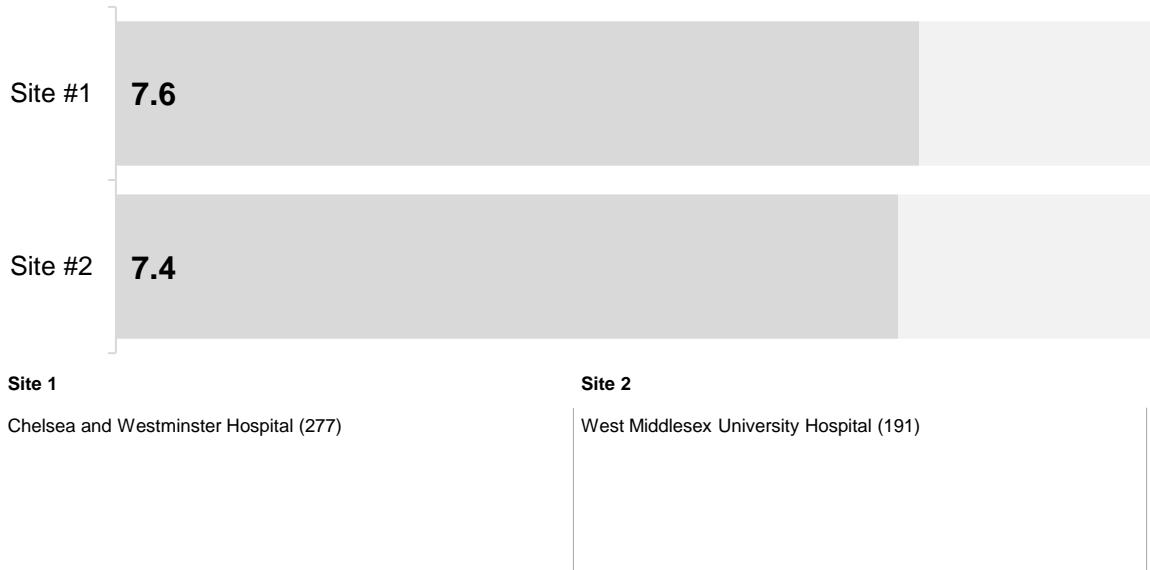 Site #1 7.6
Site #2 7.4
Site 1 Site 2
Chelsea and Westminster Hospital (277) West Middlesex University Hospital (191)